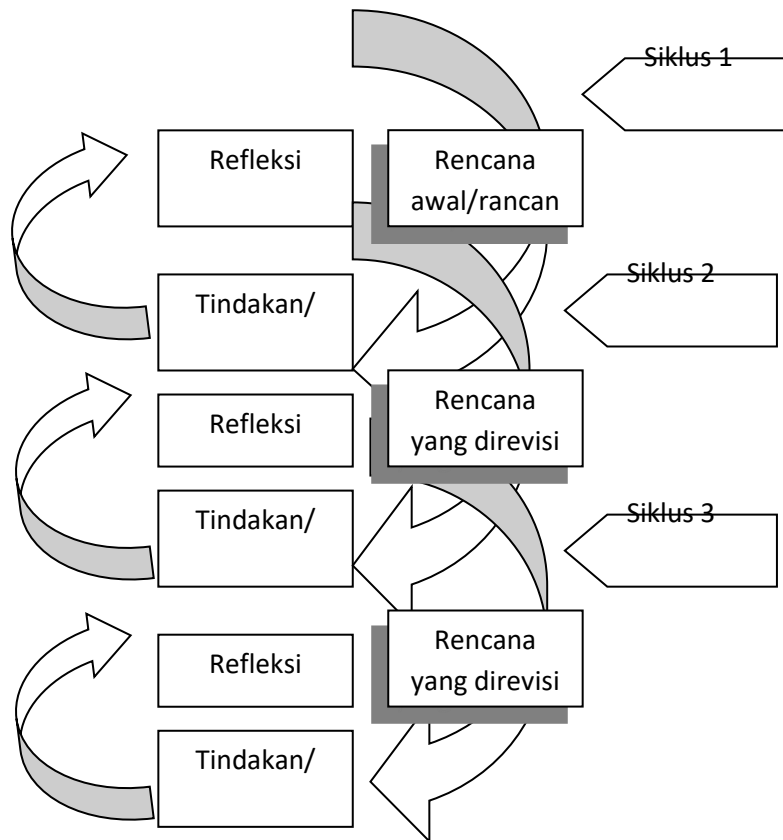 Siklus 1
Refleksi
Rencana
awal/rancan
Siklus 2
Tindakan/
Refleksi
Rencana
yang direvisi
Siklus 3
Tindakan/
Refleksi
Rencana
yang direvisi
Tindakan/